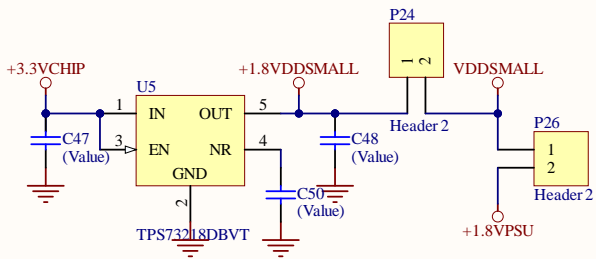 P24
1
2
Header 2
+3.3VCHIP
U5
1
IN
OUT
5
3
EN
NR
4
GND
2
TPS73218DBVT
C47
(Value)
+1.8VDDSMALL
C48
(Value)
C50
(Value)
VDDSMALL
P26
1
2
Header 2
+1.8VPSU